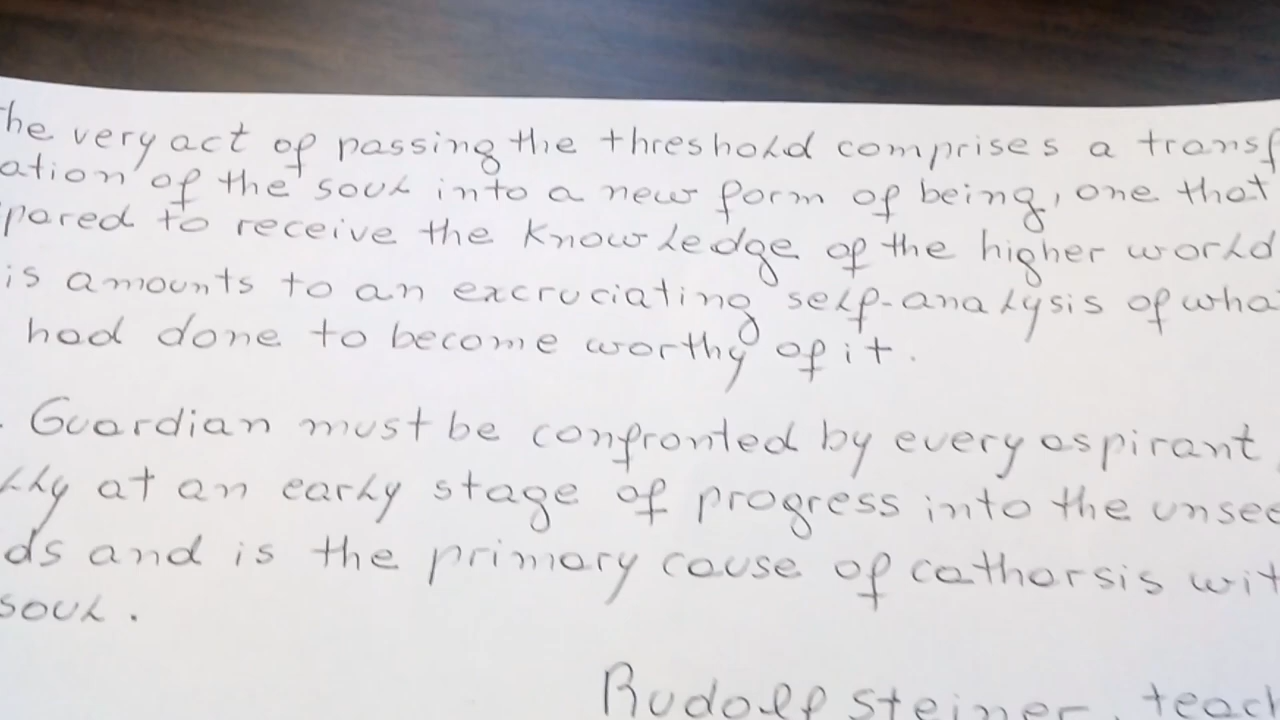 he very act of passing the threshold comprises a transf
ation of the soul into a new form of being, one that
pared to receive the knowledge of the higher world
is amounts to an excruciating self-analysis of wha
had done to become worthy of it.
Guardian must be confronted by every aspirant
lly at an early stage of progress into the unsee
ds and is the primary cause of catharsis wit
soul.
Rudolf Steiner, teach